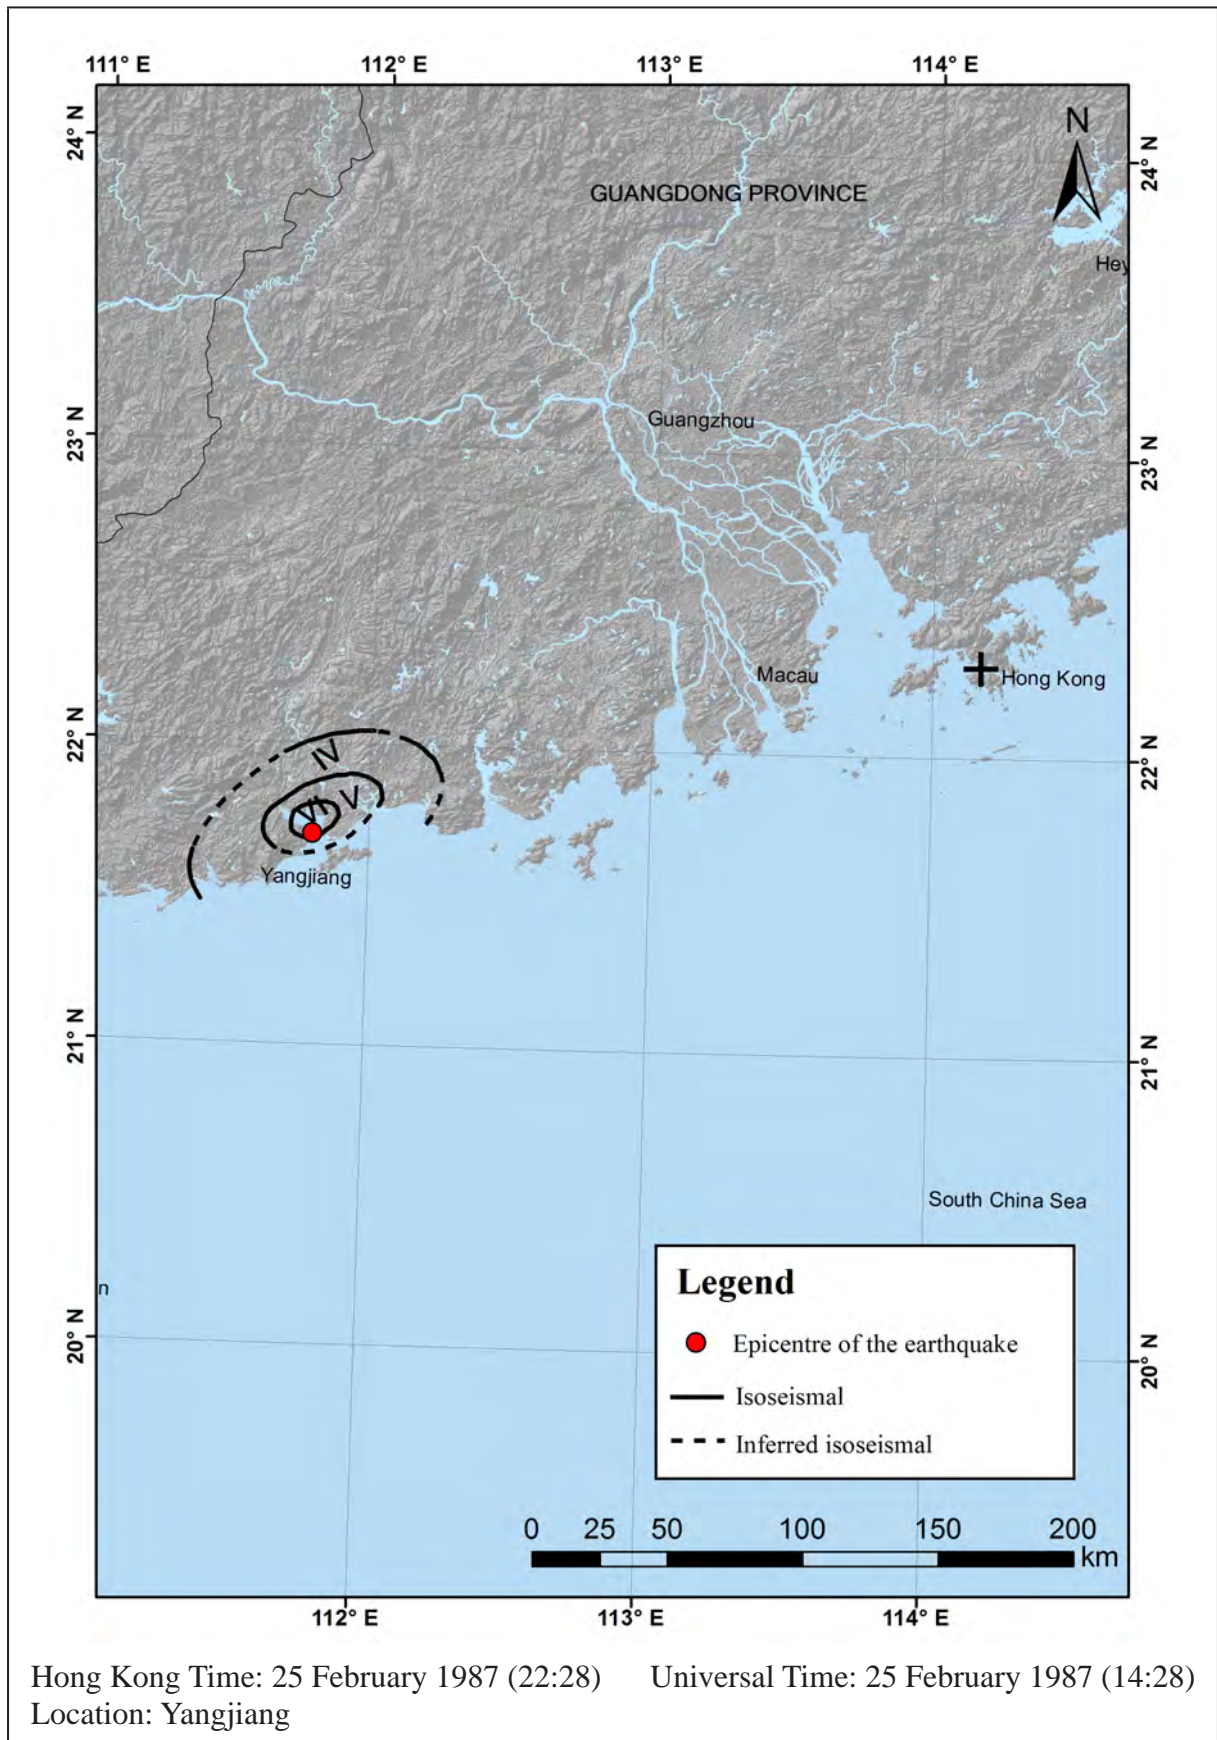 111° E 112° E 113° E 114° E
24° N
24° N
N
GUANGDONG PROVINCE
Hey
23° N
23° N
Guangzhou
Macau
Hong Kong
22° N
22° N
IV
V
VI
Yangjiang
21° N
21° N
South China Sea
n
20° N
20° N
Legend
Epicentre of the earthquake
Isoseismal
Inferred isoseismal
0 25 50 100 150 200
km
112° E 113° E 114° E
Hong Kong Time: 25 February 1987 (22:28) Universal Time: 25 February 1987 (14:28)
Location: Yangjiang